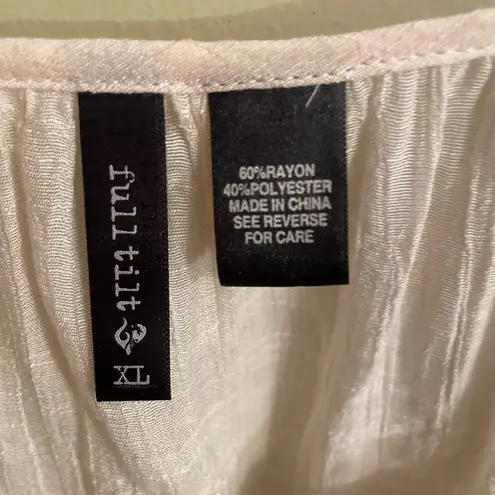 full tilt
XL
60%RAYON
40%POLYESTER
MADE IN CHINA
SEE REVERSE
FOR CARE